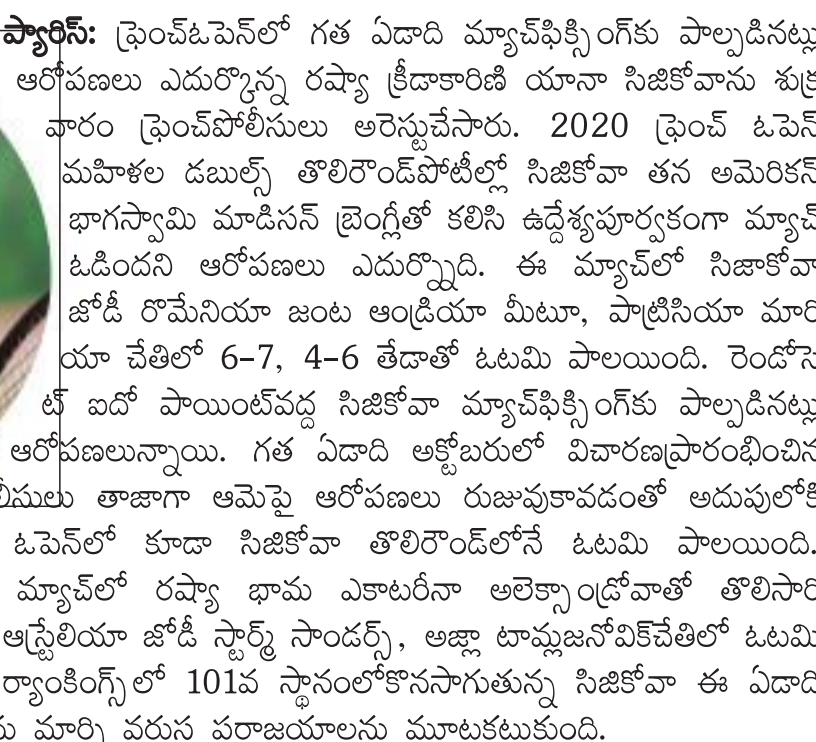 ప్యారిస్: ఫ్రెంచ్ఓపెన్‌లో గత ఏడాది మ్యాచ్‌ఫిక్సింగ్‌కు పాల్పడినట్లు
ఆరోపణలు ఎదుర్కొన్న రష్యా క్రీడాకారిణి యానా సిజికోవాను శుక్ర
వారం ఫ్రెంచ్‌పోలీసులు అరెస్టుచేసారు. 2020 ఫ్రెంచ్ ఓపెన్
మహిళల డబుల్స్ తొలిరౌండ్‌పోటీల్లో సిజికోవా తన అమెరికన్
భాగస్వామి మాడిసన్ బ్రెంగ్లీతో కలిసి ఉద్దేశ్యపూర్వకంగా మ్యాచ్
ఓడిందని ఆరోపణలు ఎదుర్కొంది. ఈ మ్యాచ్‌లో సిజాకోవా
జోడీ రొమేనియా జంట ఆండ్రియా మీటూ, పాట్రిసియా మారి
యా చేతిలో 6-7, 4-6 తేడాతో ఓటమి పాలయింది. రెండోసె
ట్ ఐదో పాయింట్‌వద్ద సిజికోవా మ్యాచ్‌ఫిక్సింగ్‌కు పాల్పడినట్లు
ఆరోపణలున్నాయి. గత ఏడాది అక్టోబరులో విచారణప్రారంభించిన
తాజాగా ఆమెపై ఆరోపణలు రుజువుకావడంతో అదుపులోకి
ఓపెన్‌లో కూడా సిజికోవా తొలిరౌండ్‌లోనే ఓటమి పాలయింది.
మ్యాచ్‌లో రష్యా భామ ఎకాటరీనా అలెక్సాండ్రోవాతో తొలిసారి
ఆస్ట్రేలియా జోడీ స్టార్మ్ సాండర్స్, అజ్లా టామ్లజనోవిక్‌చేతిలో ఓటమి
ర్యాంకింగ్స్‌లో 101వ స్థానంలోకొనసాగుతున్న సిజికోవా ఈ ఏడాది
మార్చి వరుస పరాజయాలను మూటకట్టుకుంది.